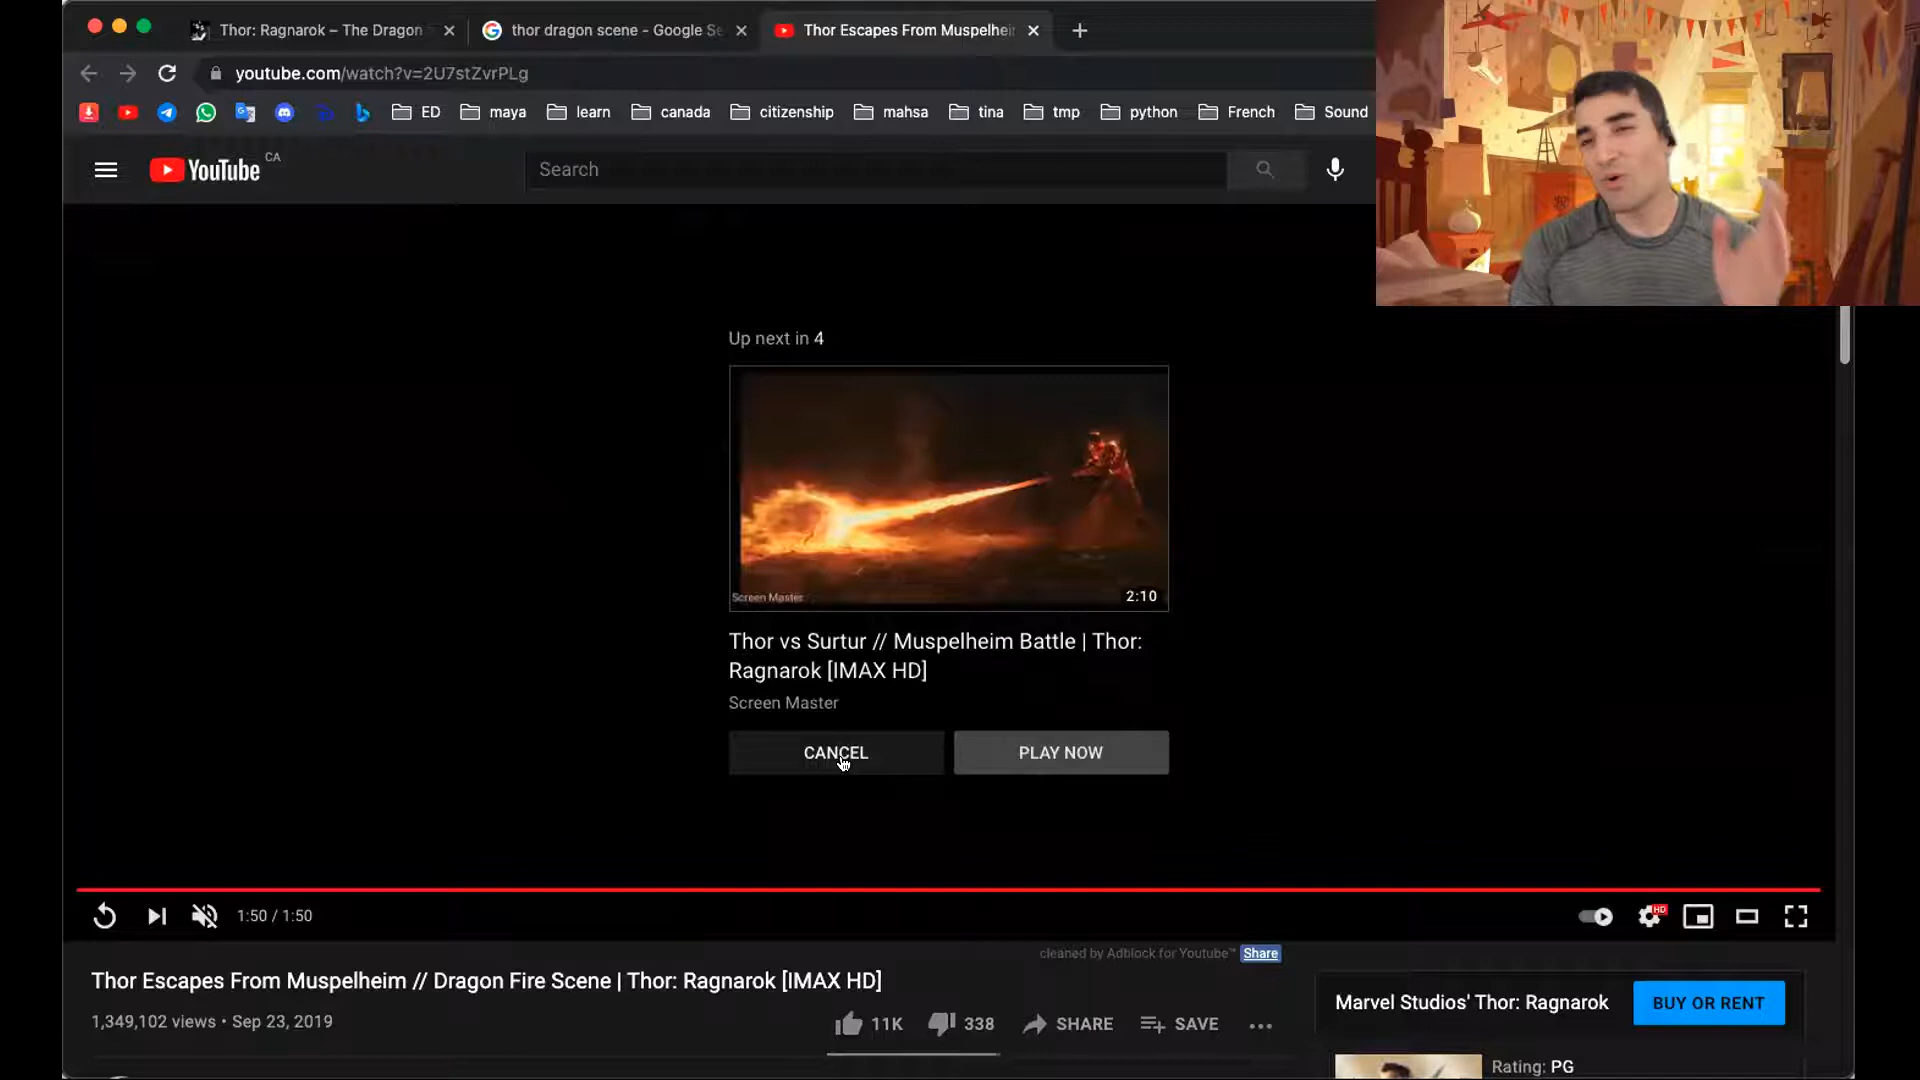 Thor: Ragnarok – The Dragon
thor dragon scene - Google Se
Thor Escapes From Muspelhei
youtube.com/watch?v=2U7stZvrPLg
ED
maya
learn
canada
citizenship
mahsa
tina
tmp
python
French
Sound
YouTube CA
Search
Up next in 4
Screen Master
2:10
Thor vs Surtur // Muspelheim Battle | Thor:
Ragnarok [IMAX HD]
Screen Master
CANCEL
PLAY NOW
1:50 / 1:50
HD
cleaned by Adblock for Youtube™ Share
Thor Escapes From Muspelheim // Dragon Fire Scene | Thor: Ragnarok [IMAX HD]
1,349,102 views • Sep 23, 2019
11K
338
SHARE
SAVE
Marvel Studios' Thor: Ragnarok
BUY OR RENT
Rating: PG